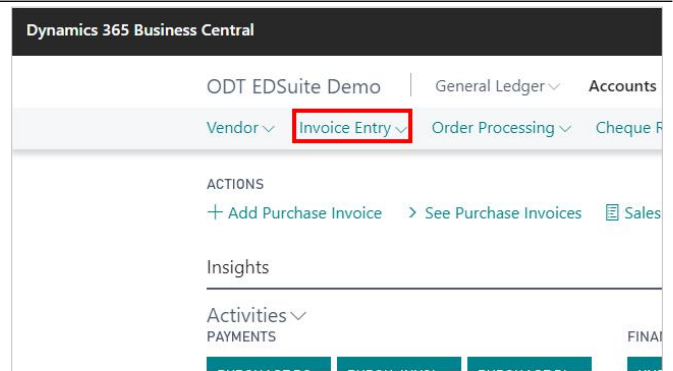 Dynamics 365 Business Central
ODT EDSuite Demo General Ledger Accounts
Vendor Invoice Entry Order Processing Cheque
ACTIONS
+ Add Purchase Invoice > See Purchase Invoices Sales
Insights
Activities
PAYMENTS